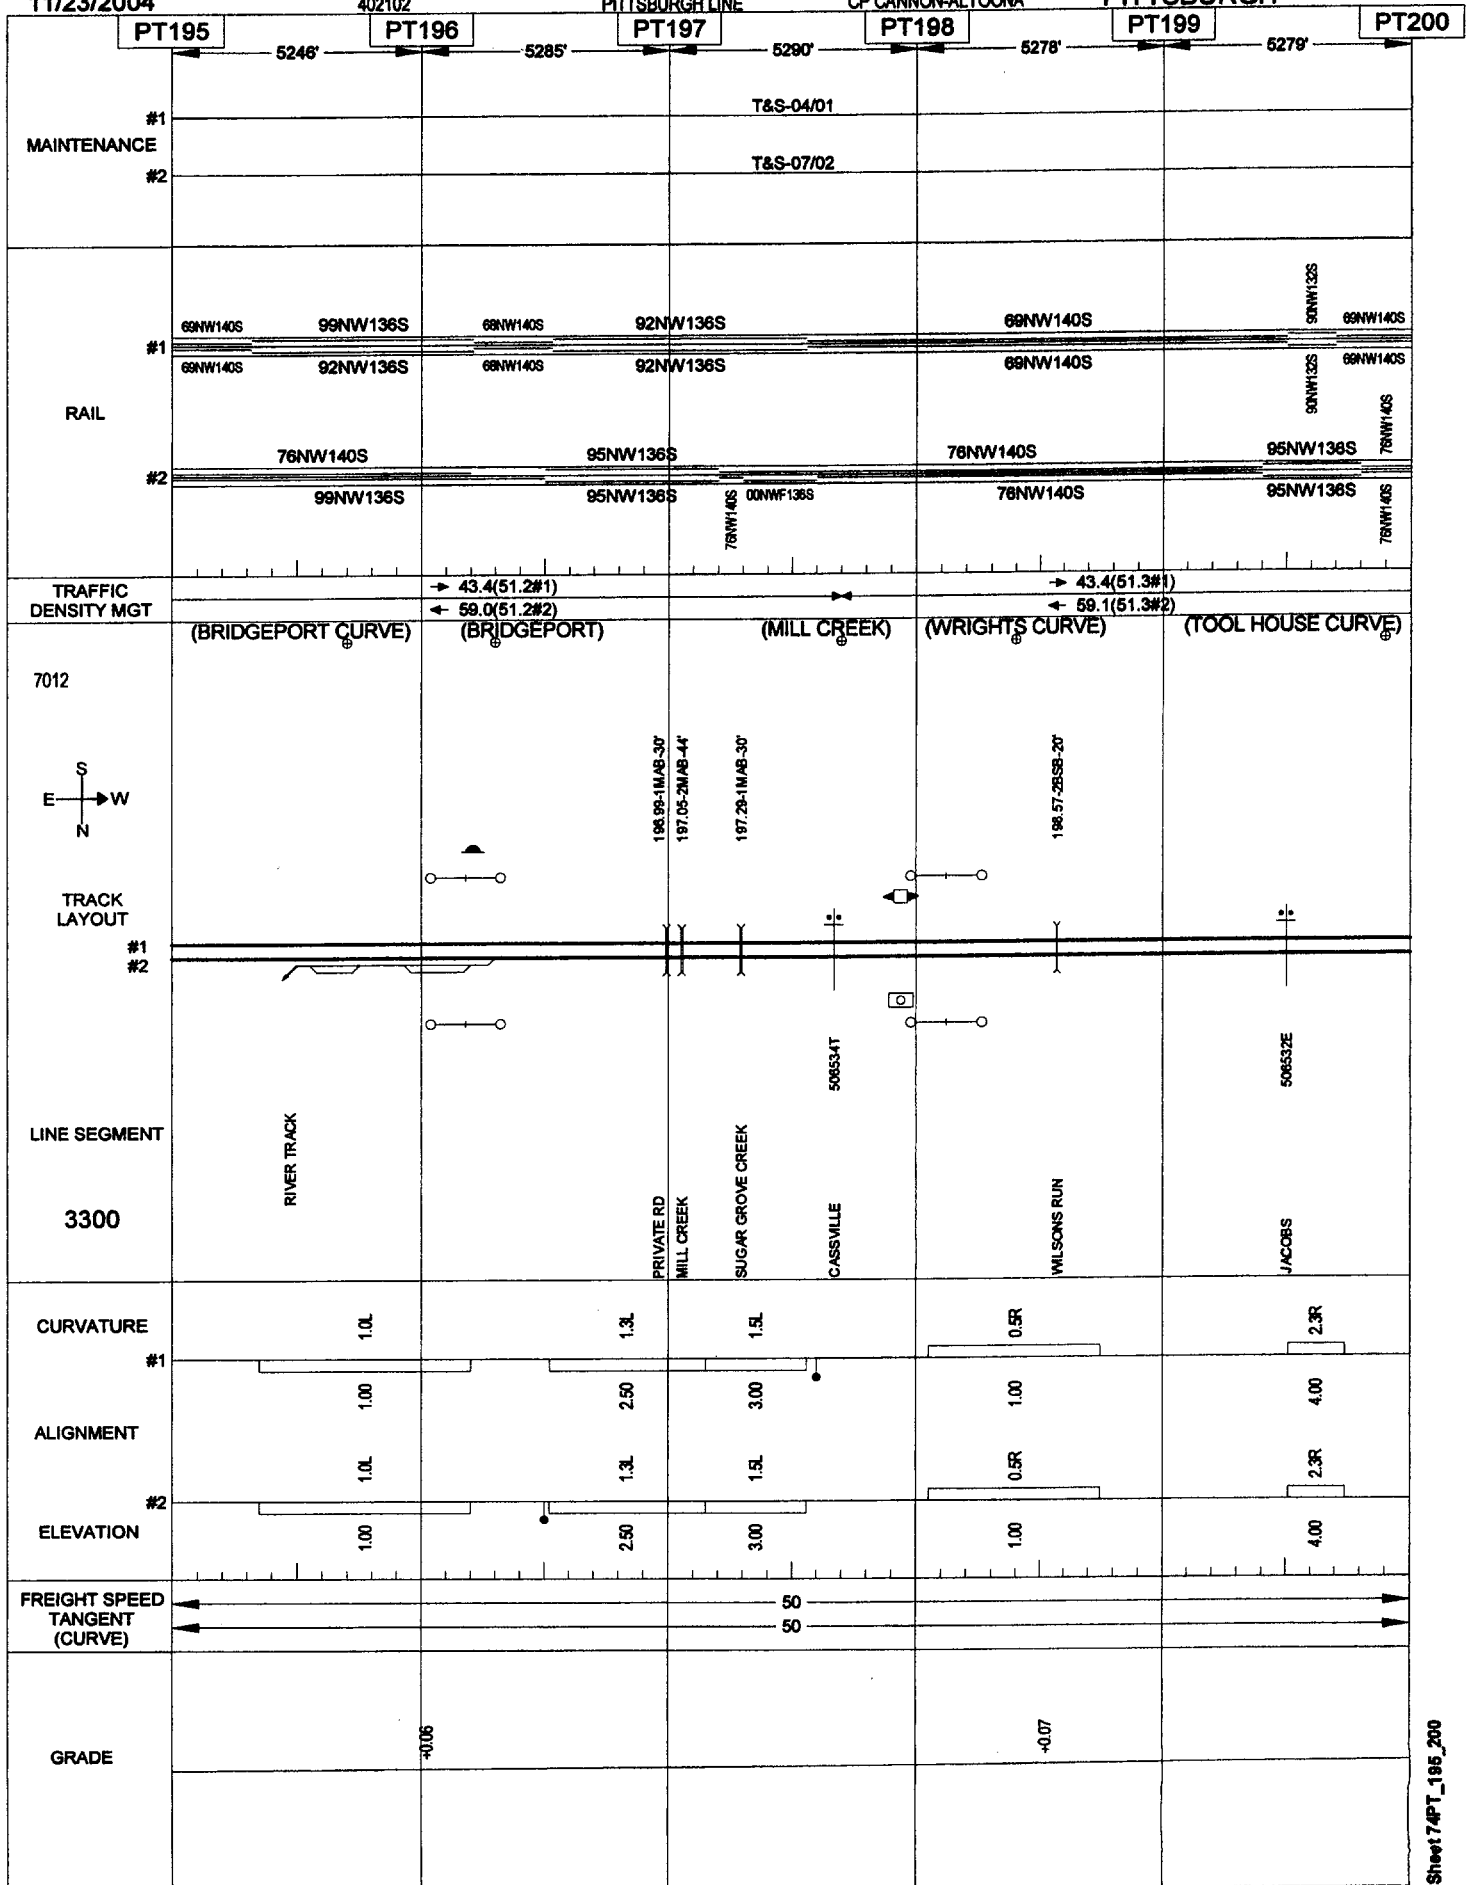 11/23/2004 402102 PITTSBURGH LINE CP CANNON-ALTOONA PITTSBURGH
PT195 PT196 PT197 PT198 PT199 PT200
5246' 5285' 5290' 5278' 5279'
MAINTENANCE
#1 T&S-04/01
#2 T&S-07/02
RAIL
69NW140S 99NW136S 68NW140S 92NW136S 69NW140S 90NW132S 69NW140S
#1
69NW140S 92NW136S 68NW140S 92NW136S 69NW140S 90NW132S 69NW140S
76NW140S 95NW136S 76NW140S 95NW136S 76NW140S
#2
99NW136S 95NW136S 76NW140S 00NWF136S 76NW140S 95NW136S 76NW140S
TRAFFIC
DENSITY MGT
43.4(51.2#1) 43.4(51.3#1)
59.0(51.2#2) 59.1(51.3#2)
(BRIDGEPORT CURVE) (BRIDGEPORT) (MILL CREEK) (WRIGHTS CURVE) (TOOL HOUSE CURVE)
7012
S
E W
N
196.99-1MAB-30' 197.05-2MAB-44' 197.29-1MAB-30' 198.57-2BSB-20'
TRACK
LAYOUT
#1
#2
506534T 506532E
LINE SEGMENT
3300
RIVER TRACK PRIVATE RD MILL CREEK SUGAR GROVE CREEK CASSVILLE WILSONS RUN JACOBS
CURVATURE
1.0L 1.3L 1.5L 0.5R 2.3R
#1
1.00 2.50 3.00 1.00 4.00
ALIGNMENT
1.0L 1.3L 1.5L 0.5R 2.3R
#2
ELEVATION
1.00 2.50 3.00 1.00 4.00
FREIGHT SPEED
TANGENT
(CURVE)
50
50
GRADE
+0.06 +0.07
Sheet 74PT_195_200